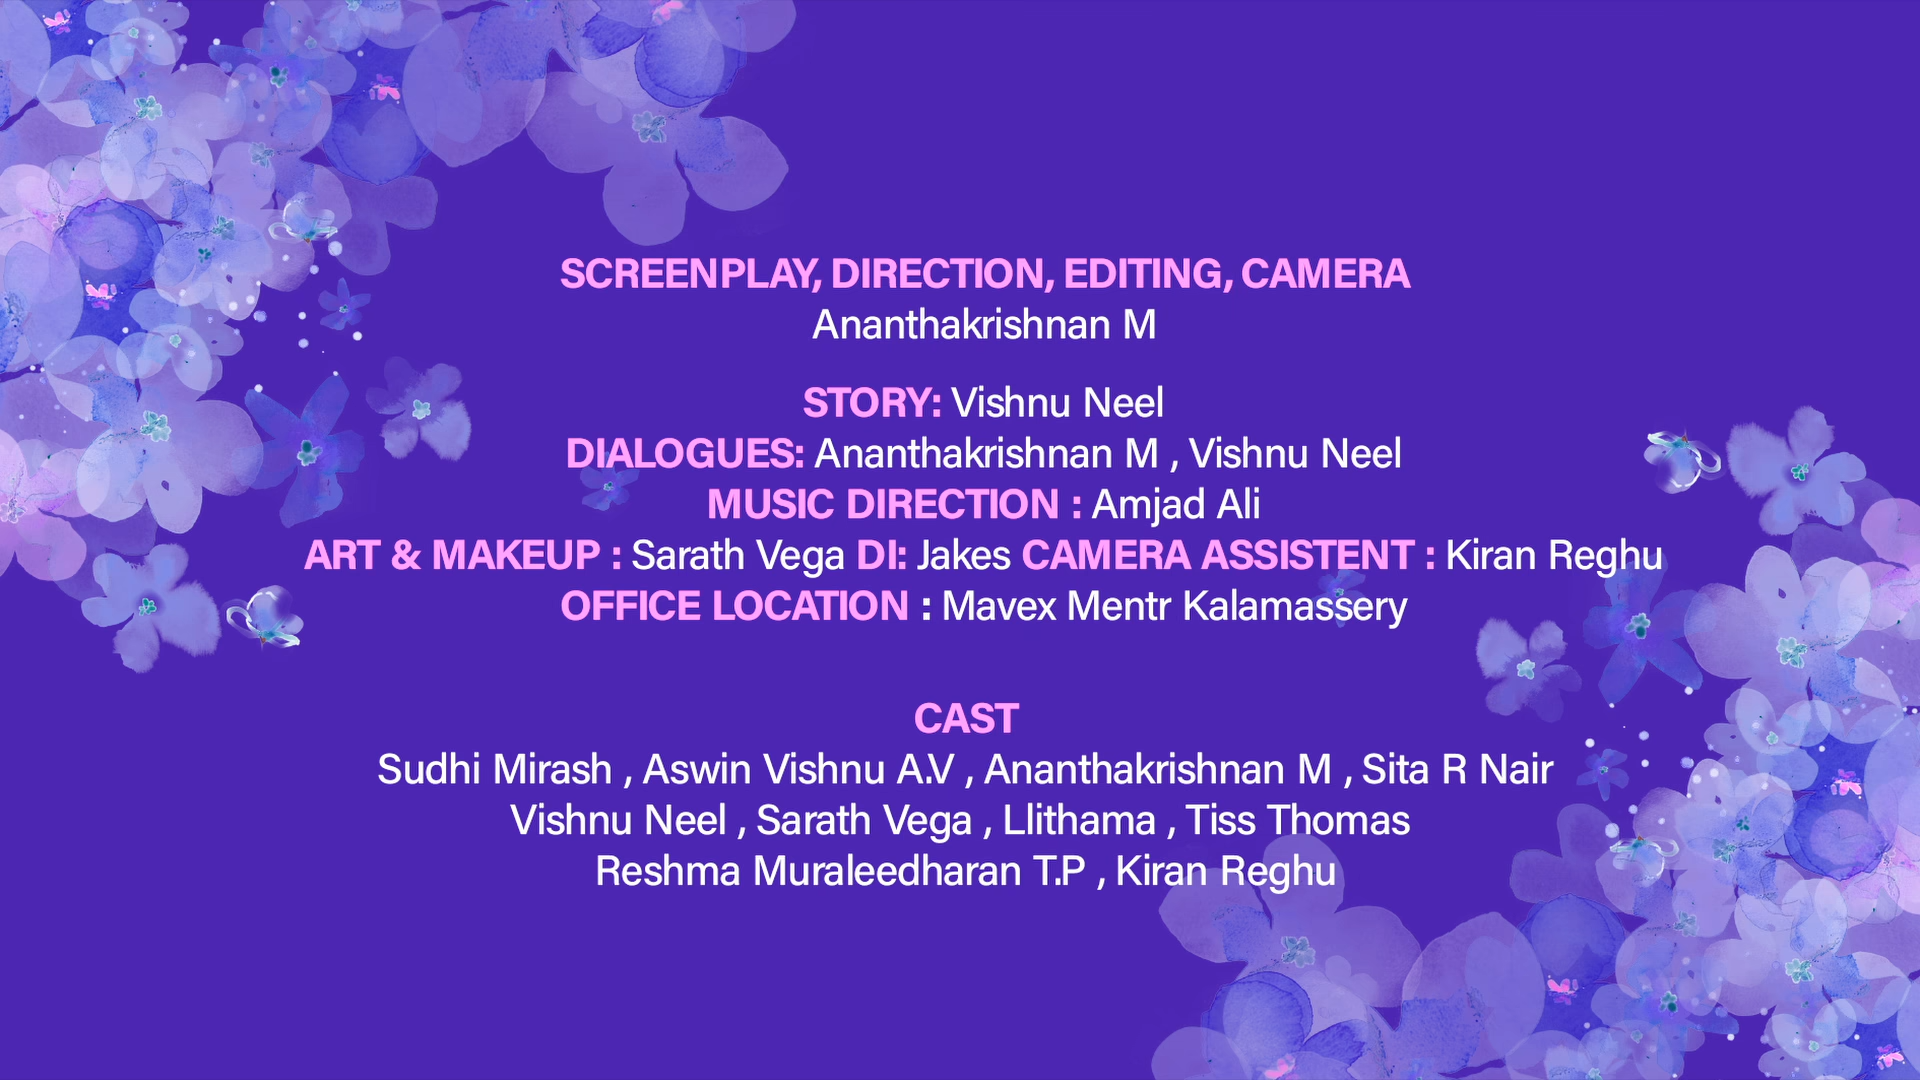 SCREENPLAY, DIRECTION, EDITING, CAMERA
Ananthakrishnan M
STORY: Vishnu Neel
DIALOGUES: Ananthakrishnan M , Vishnu Neel
MUSIC DIRECTION : Amjad Ali
ART & MAKEUP : Sarath Vega DI: Jakes CAMERA ASSISTENT : Kiran Reghu
OFFICE LOCATION : Mavex Mentr Kalamassery
CAST
Sudhi Mirash , Aswin Vishnu A.V , Ananthakrishnan M , Sita R Nair
Vishnu Neel , Sarath Vega , Llithama , Tiss Thomas
Reshma Muraleedharan T.P , Kiran Reghu